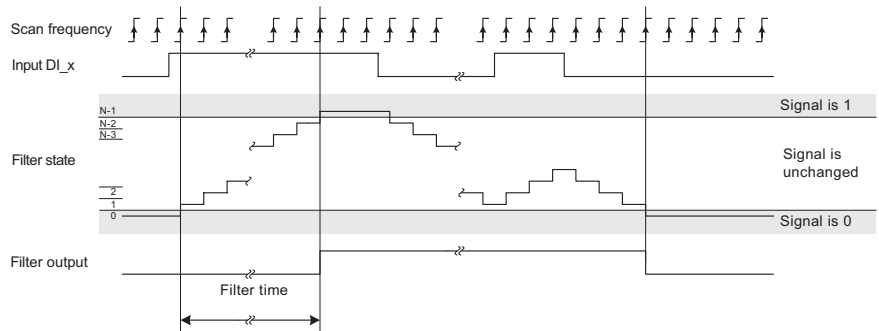 Scan frequency
Input DI_x
N-1
Signal is 1
N-2
N-3
Filter state
Signal is
unchanged
2
1
0
Signal is 0
Filter output
Filter time